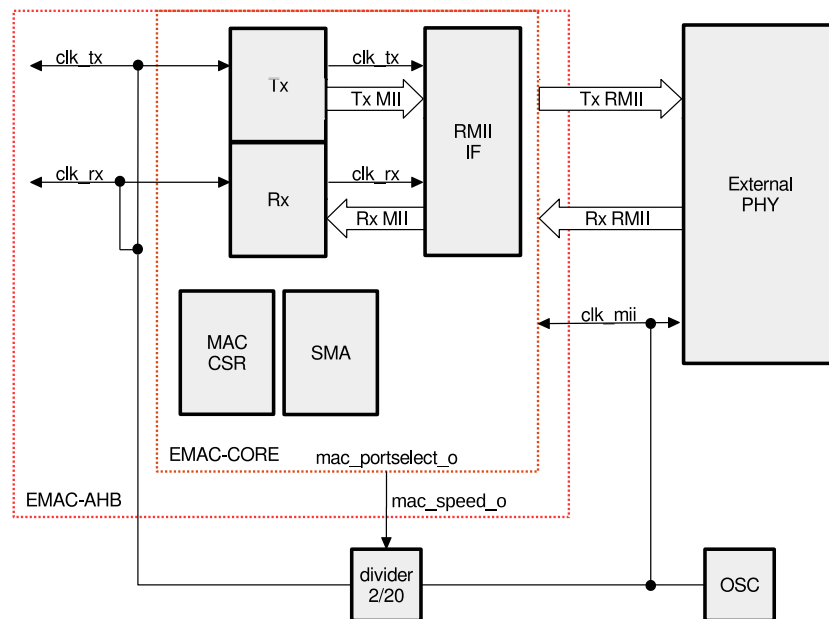 clk_tx
Tx
clk_tx
Tx MII
RMII
IF
Tx RMII
External
PHY
clk_rx
Rx
clk_rx
Rx MII
Rx RMII
clk_mii
MAC
CSR
SMA
EMAC-CORE
mac_portselect_o
EMAC-AHB
mac_speed_o
divider
2/20
OSC